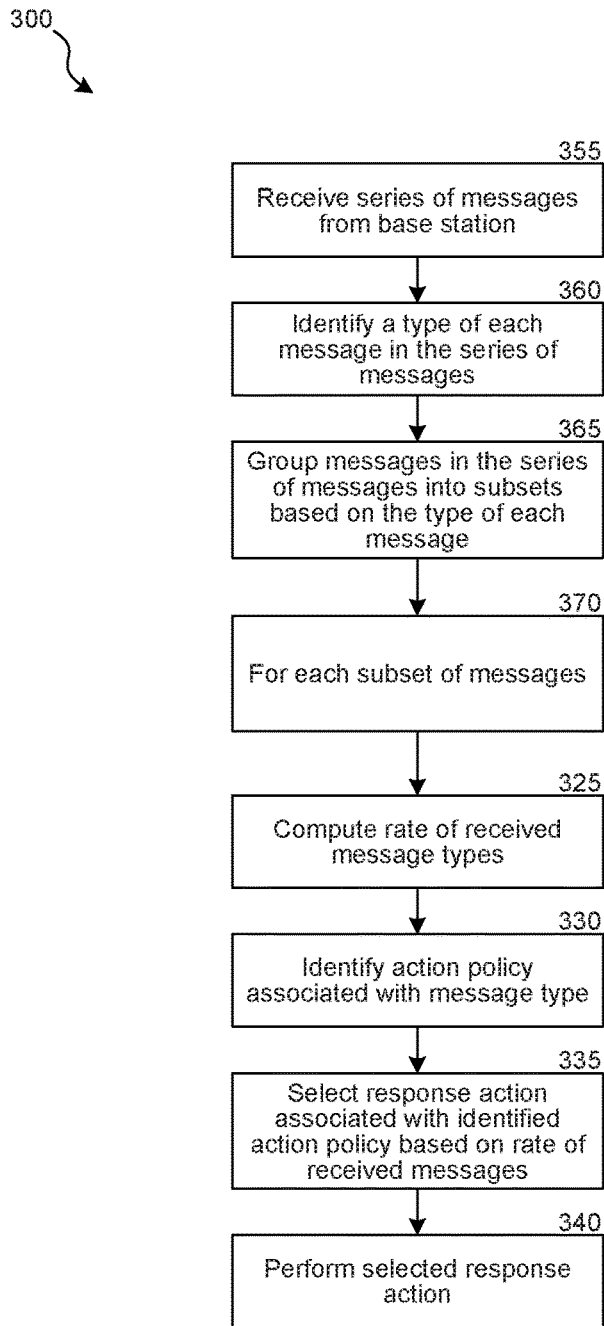 300
355
Receive series of messages
from base station
360
Identify a type of each
message in the series of
messages
365
Group messages in the series
of messages into subsets
based on the type of each
message
370
For each subset of messages
325
Compute rate of received
message types
330
Identify action policy
associated with message type
335
Select response action
associated with identified
action policy based on rate of
received messages
340
Perform selected response
action